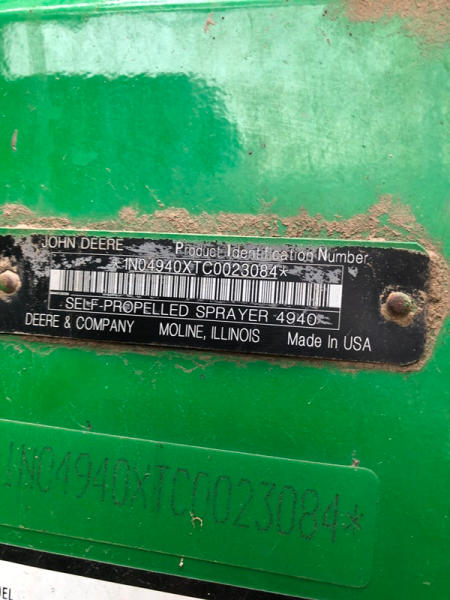 JOHN DEERE Product Identification Number
1N04940XTC0023084*
SELF-PROPELLED SPRAYER 4940
DEERE & COMPANY MOLINE, ILLINOIS Made in USA
1N04940XTC0023084*